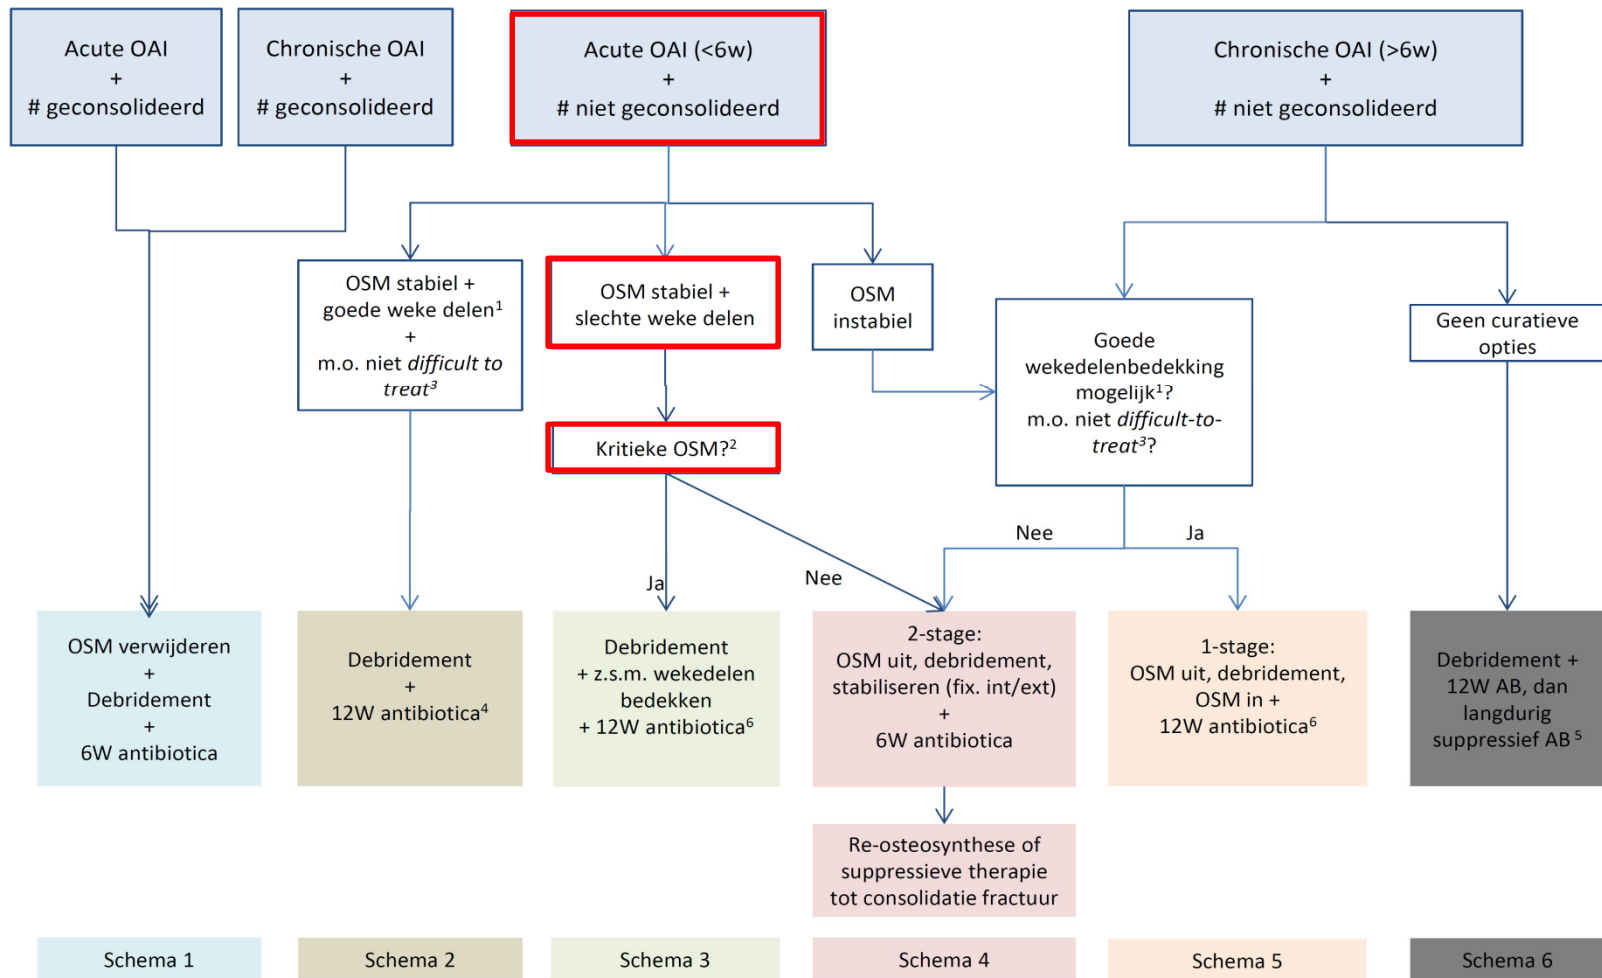 Acute OAI
+
# geconsolideerd
Chronische OAI
+
# geconsolideerd
Acute OAI (<6w)
+
# niet geconsolideerd
Chronische OAI (>6w)
+
# niet geconsolideerd
OSM stabiel +
goede weke delen¹
+
m.o. niet difficult to
treat³
OSM stabiel +
slechte weke delen
OSM
instabiel
Goede
wekedelenbedekking
mogelijk¹?
m.o. niet difficult-to-
treat³?
Geen curatieve
opties
Kritieke OSM?²
Ja
Nee
Nee
Ja
OSM verwijderen
+
Debridement
+
6W antibiotica
Debridement
+
12W antibiotica⁴
Debridement
+ z.s.m. wekedelen
bedekken
+ 12W antibiotica⁶
2-stage:
OSM uit, debridement,
stabiliseren (fix. int/ext)
+
6W antibiotica
1-stage:
OSM uit, debridement,
OSM in +
12W antibiotica⁶
Debridement +
12W AB, dan
langdurig
suppressief AB ⁵
Re-osteosynthese of
suppressieve therapie
tot consolidatie fractuur
Schema 1
Schema 2
Schema 3
Schema 4
Schema 5
Schema 6